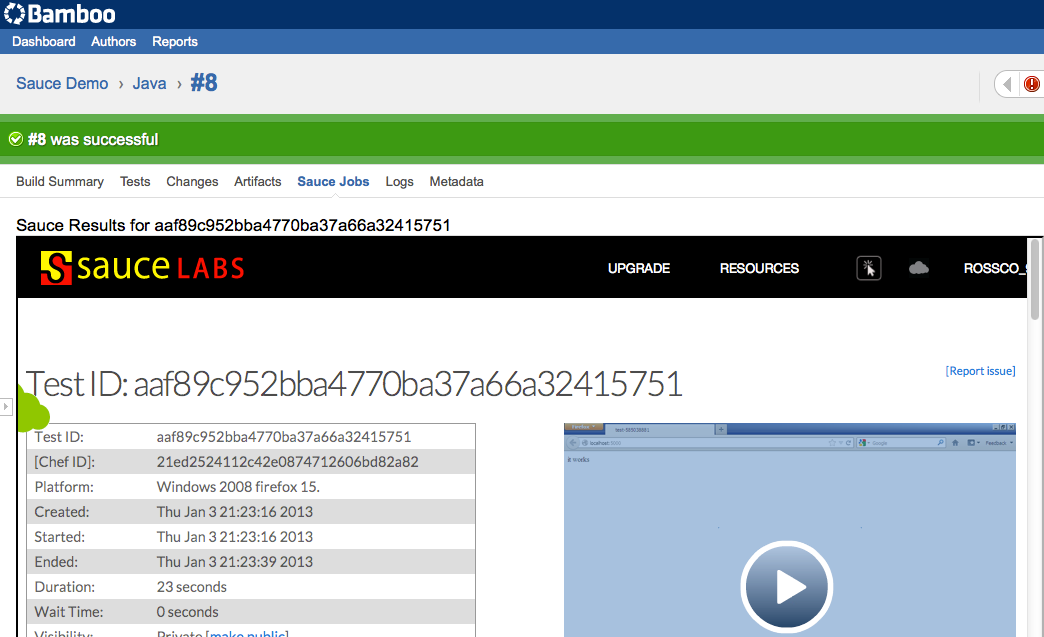 Bamboo
Dashboard Authors Reports
Sauce Demo › Java › #8
#8 was successful
Build Summary Tests Changes Artifacts Sauce Jobs Logs Metadata
Sauce Results for aaf89c952bba4770ba37a66a32415751
S sauce LABS UPGRADE RESOURCES ROSSCO_
Test ID: aaf89c952bba4770ba37a66a32415751
[Report issue]
Test ID: aaf89c952bba4770ba37a66a32415751
[Chef ID]: 21ed2524112c42e0874712606bd82a82
Platform: Windows 2008 firefox 15.
Created: Thu Jan 3 21:23:16 2013
Started: Thu Jan 3 21:23:16 2013
Ended: Thu Jan 3 21:23:39 2013
Duration: 23 seconds
Wait Time: 0 seconds
Visibility: Private [make public]
Firefox
localhost
Google
Feedback
it works